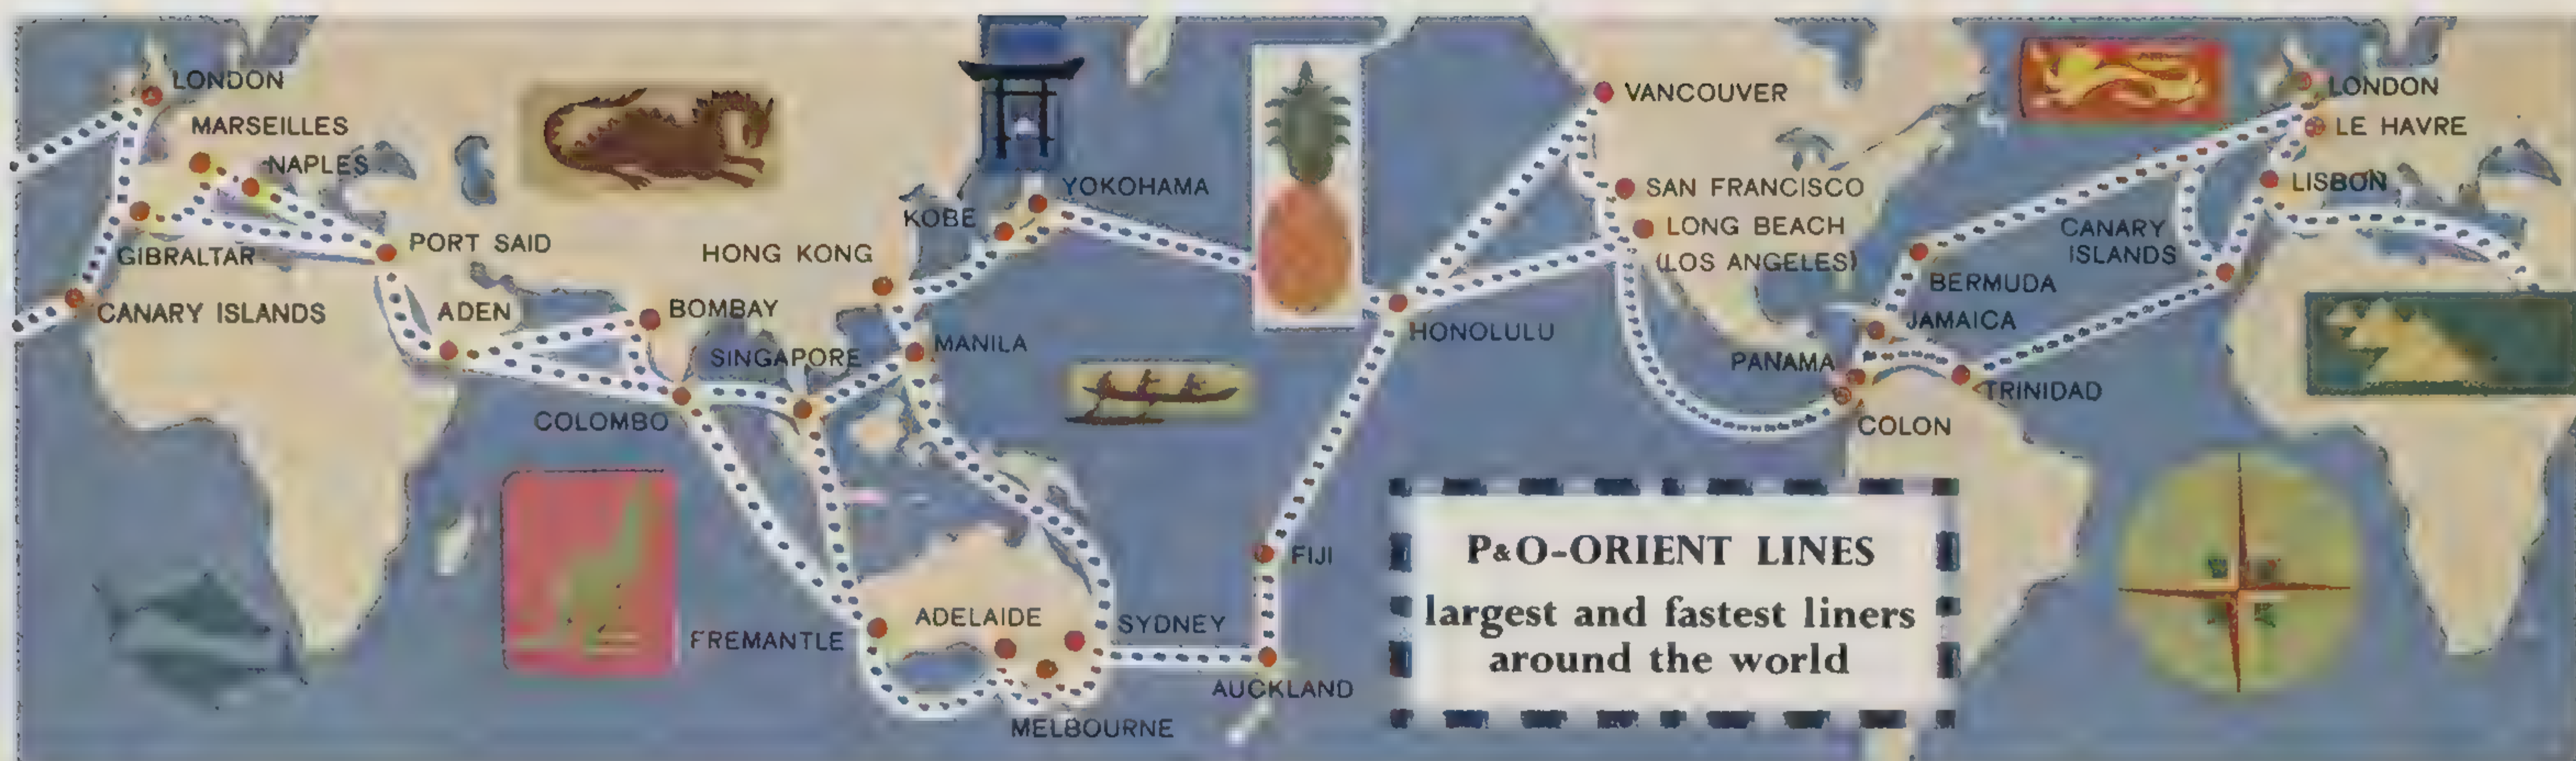 LONDON
MARSEILLES
NAPLES
GIBRALTAR
PORT SAID
CANARY ISLANDS
ADEN
BOMBAY
COLOMBO
SINGAPORE
HONG KONG
MANILA
KOBE
YOKOHAMA
FREMANTLE
ADELAIDE
MELBOURNE
SYDNEY
AUCKLAND
FIJI
HONOLULU
VANCOUVER
SAN FRANCISCO
LONG BEACH
(LOS ANGELES)
PANAMA
COLON
TRINIDAD
JAMAICA
BERMUDA
CANARY
ISLANDS
LONDON
LE HAVRE
LISBON
P&O-ORIENT LINES
largest and fastest liners
around the world